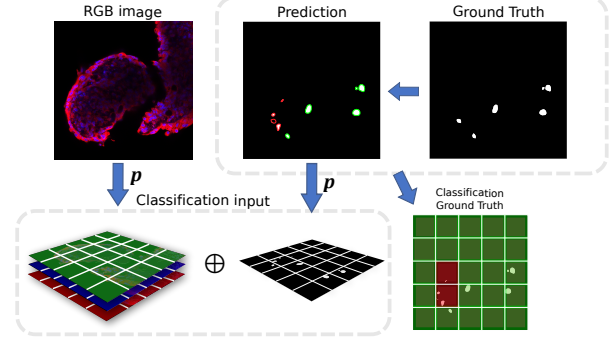 RGB image
Prediction
Ground Truth
p
p
Classification input
Classification
Ground Truth
⊕